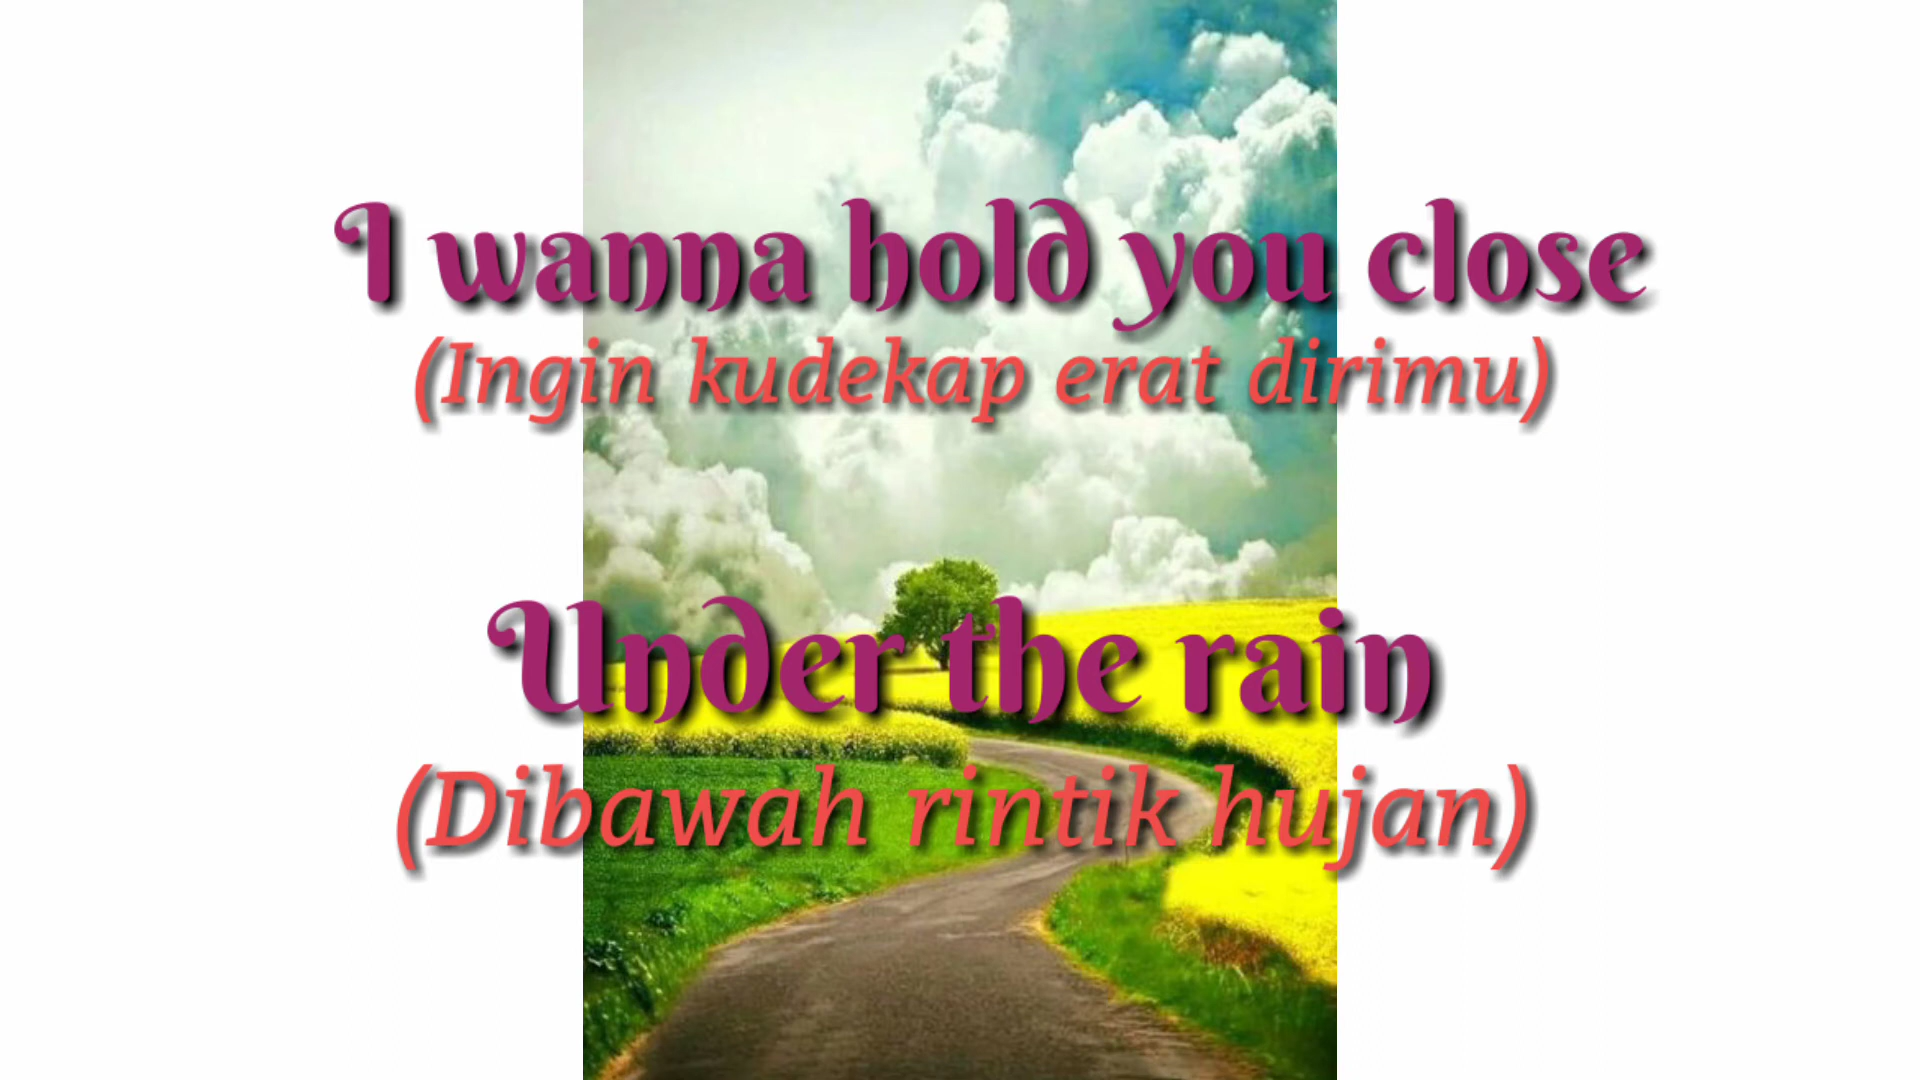 I wanna hold you close
(Ingin kudekap erat dirimu)
Under the rain
(Dibawah rintik hujan)